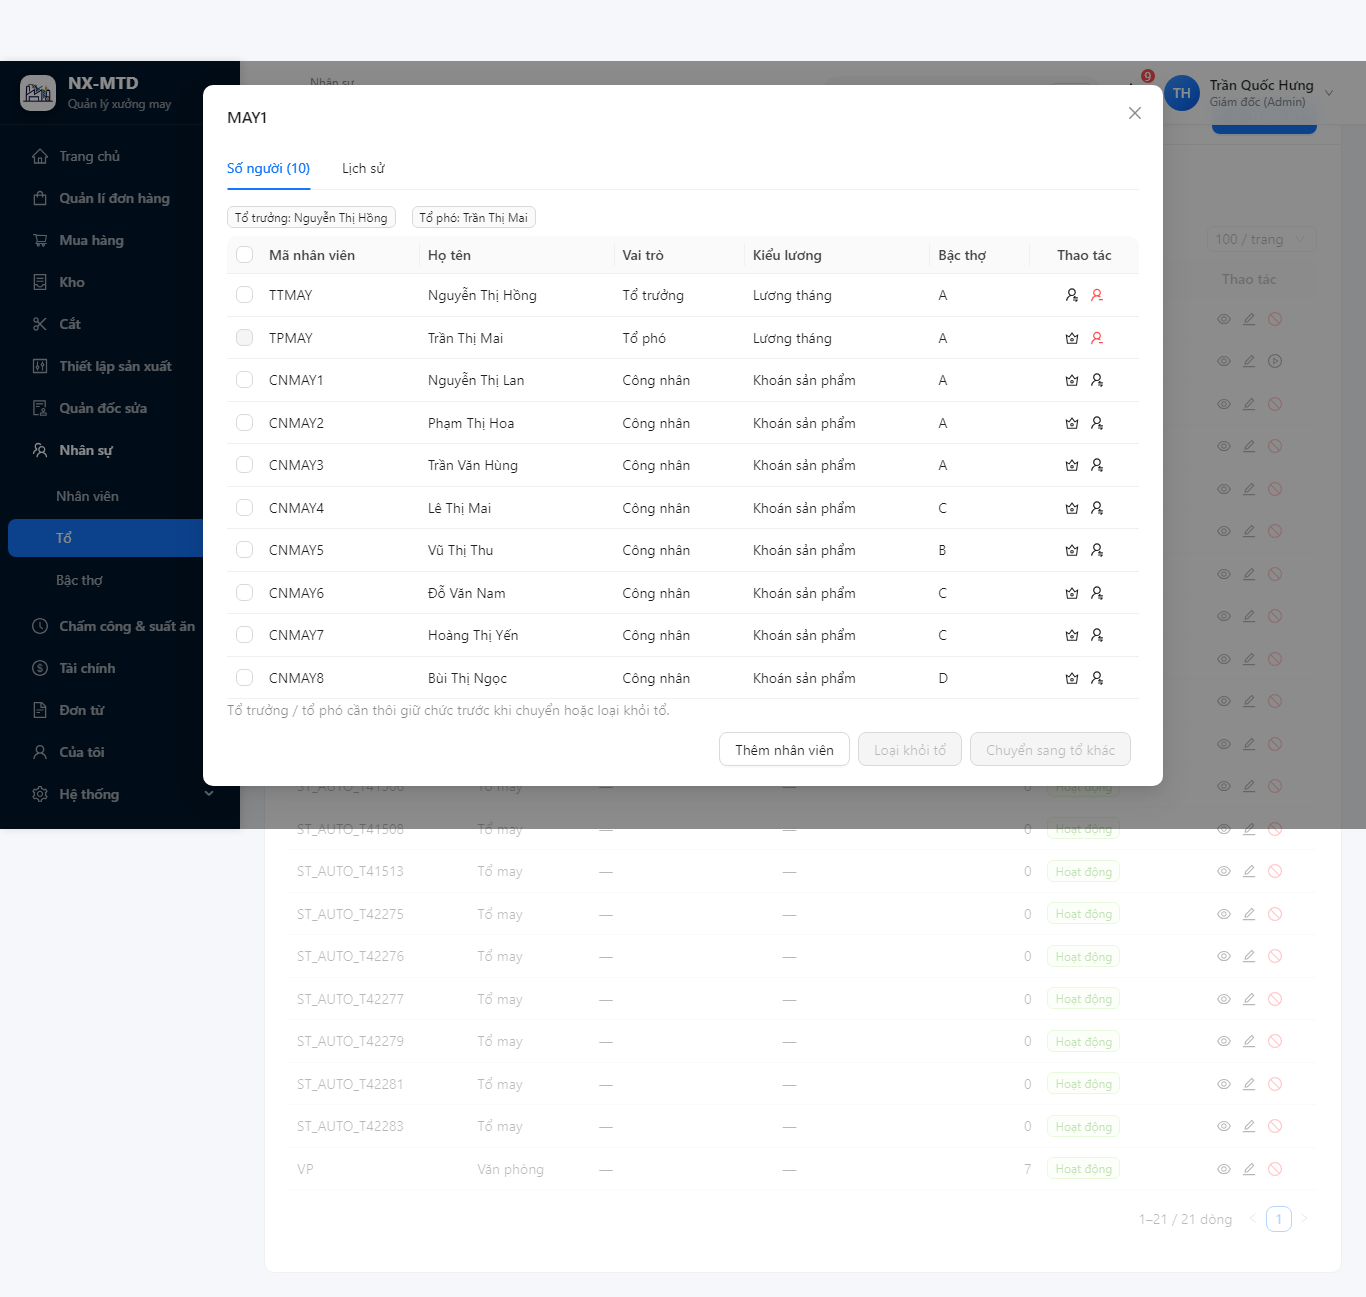 NX-MTD
Quản lý xưởng may
Nhân sự
9
TH
Trần Quốc Hưng
Giám đốc (Admin)
Trang chủ
Quản lí đơn hàng
Mua hàng
Kho
Cắt
Thiết lập sản xuất
Quản đốc sửa
Nhân sự
Nhân viên
Tổ
Bậc thợ
Chấm công & suất ăn
Tài chính
Đơn từ
Của tôi
Hệ thống
MAY1
Số người (10) Lịch sử
Tổ trưởng: Nguyễn Thị Hồng Tổ phó: Trần Thị Mai
Mã nhân viên Họ tên Vai trò Kiểu lương Bậc thợ Thao tác
TTMAY Nguyễn Thị Hồng Tổ trưởng Lương tháng A
TPMAY Trần Thị Mai Tổ phó Lương tháng A
CNMAY1 Nguyễn Thị Lan Công nhân Khoán sản phẩm A
CNMAY2 Phạm Thị Hoa Công nhân Khoán sản phẩm A
CNMAY3 Trần Văn Hùng Công nhân Khoán sản phẩm A
CNMAY4 Lê Thị Mai Công nhân Khoán sản phẩm C
CNMAY5 Vũ Thị Thu Công nhân Khoán sản phẩm B
CNMAY6 Đỗ Văn Nam Công nhân Khoán sản phẩm C
CNMAY7 Hoàng Thị Yến Công nhân Khoán sản phẩm C
CNMAY8 Bùi Thị Ngọc Công nhân Khoán sản phẩm D
Tổ trưởng / tổ phó cần thôi giữ chức trước khi chuyển hoặc loại khỏi tổ.
Thêm nhân viên Loại khỏi tổ Chuyển sang tổ khác
100 / trang
Thao tác
ST_AUTO_T41506 Tổ may — — 0 Hoạt động
ST_AUTO_T41508 Tổ may — — 0 Hoạt động
ST_AUTO_T41513 Tổ may — — 0 Hoạt động
ST_AUTO_T42275 Tổ may — — 0 Hoạt động
ST_AUTO_T42276 Tổ may — — 0 Hoạt động
ST_AUTO_T42277 Tổ may — — 0 Hoạt động
ST_AUTO_T42279 Tổ may — — 0 Hoạt động
ST_AUTO_T42281 Tổ may — — 0 Hoạt động
ST_AUTO_T42283 Tổ may — — 0 Hoạt động
VP Văn phòng — — 7 Hoạt động
1–21 / 21 dòng 1